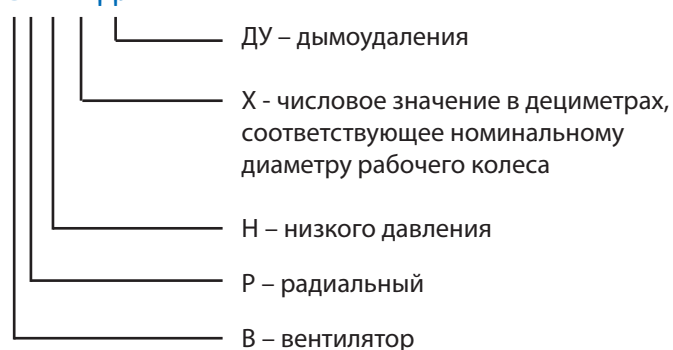 ДУ – дымоудаления
Х - числовое значение в дециметрах,
соответствующее номинальному
диаметру рабочего колеса
Н – низкого давления
Р – радиальный
В – вентилятор